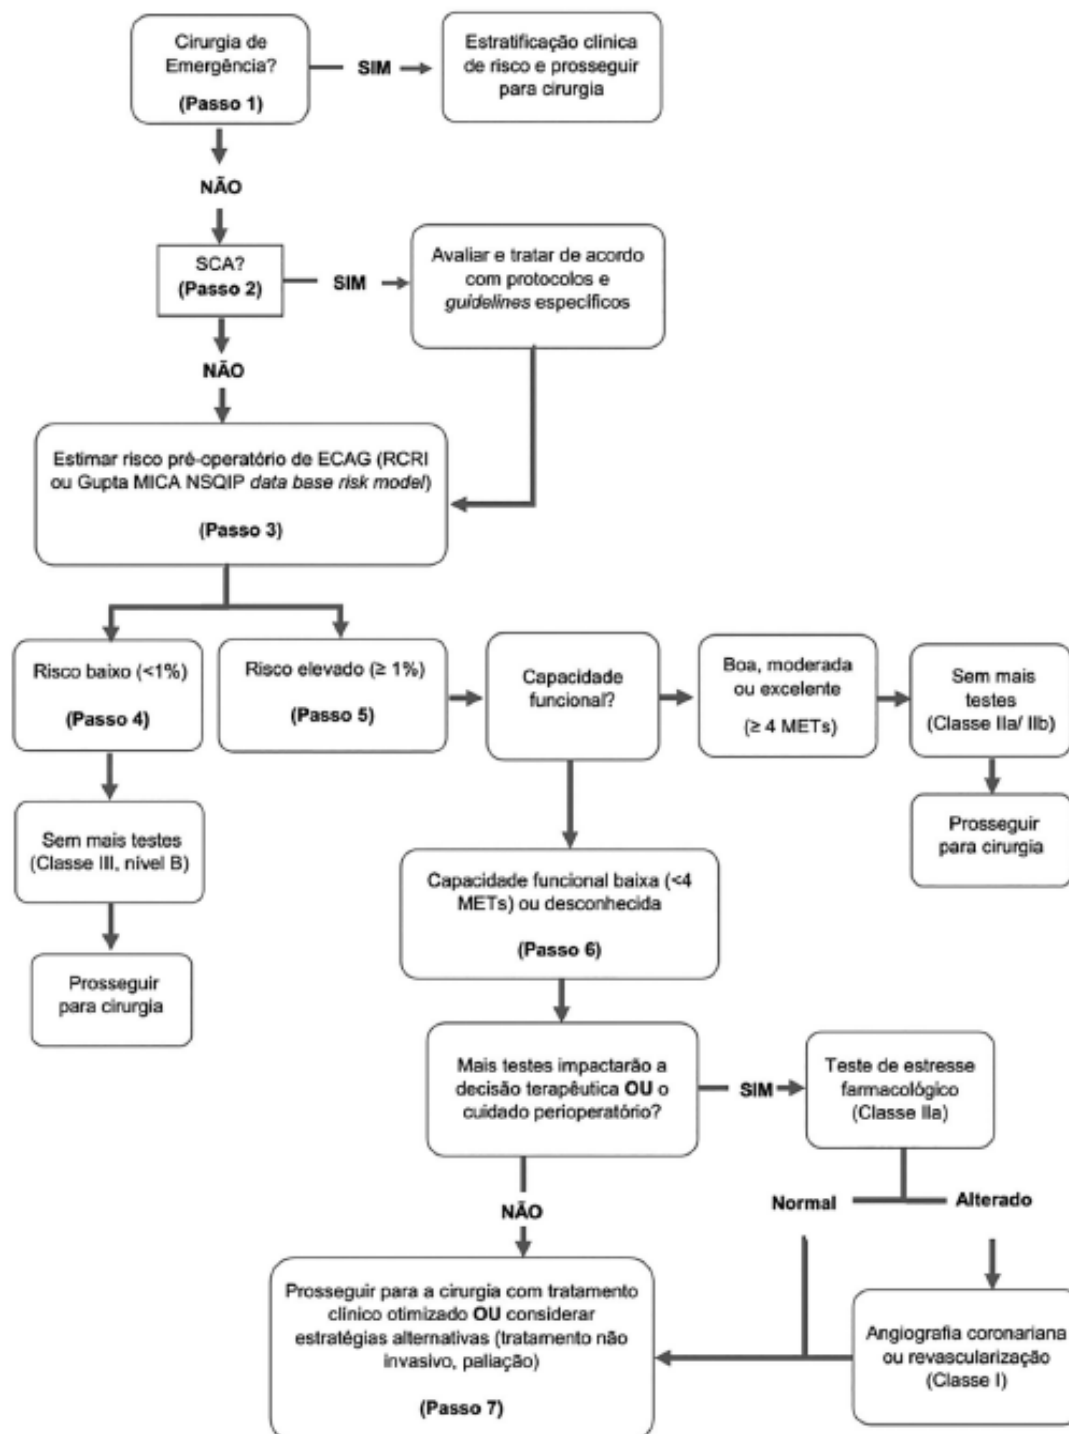 Cirurgia de
Emergência?
(Passo 1)
SIM
Estratificação clínica
de risco e prosseguir
para cirurgia
NÃO
SCA?
(Passo 2)
SIM
Avaliar e tratar de acordo
com protocolos e
guidelines específicos
NÃO
Estimar risco pré-operatório de ECAG (RCRI
ou Gupta MICA NSQIP data base risk model)
(Passo 3)
Risco baixo (<1%)
(Passo 4)
Risco elevado (≥ 1%)
(Passo 5)
Capacidade
funcional?
Boa, moderada
ou excelente
(≥ 4 METs)
Sem mais
testes
(Classe IIa/ IIb)
Prosseguir
para cirurgia
Sem mais testes
(Classe III, nível B)
Prosseguir
para cirurgia
Capacidade funcional baixa (<4
METs) ou desconhecida
(Passo 6)
Mais testes impactarão a
decisão terapêutica OU o
cuidado perioperatório?
SIM
Teste de estresse
farmacológico
(Classe IIa)
NÃO
Normal
Alterado
Prosseguir para a cirurgia com tratamento
clínico otimizado OU considerar
estratégias alternativas (tratamento não
invasivo, paliação)
(Passo 7)
Angiografia coronariana
ou revascularização
(Classe I)